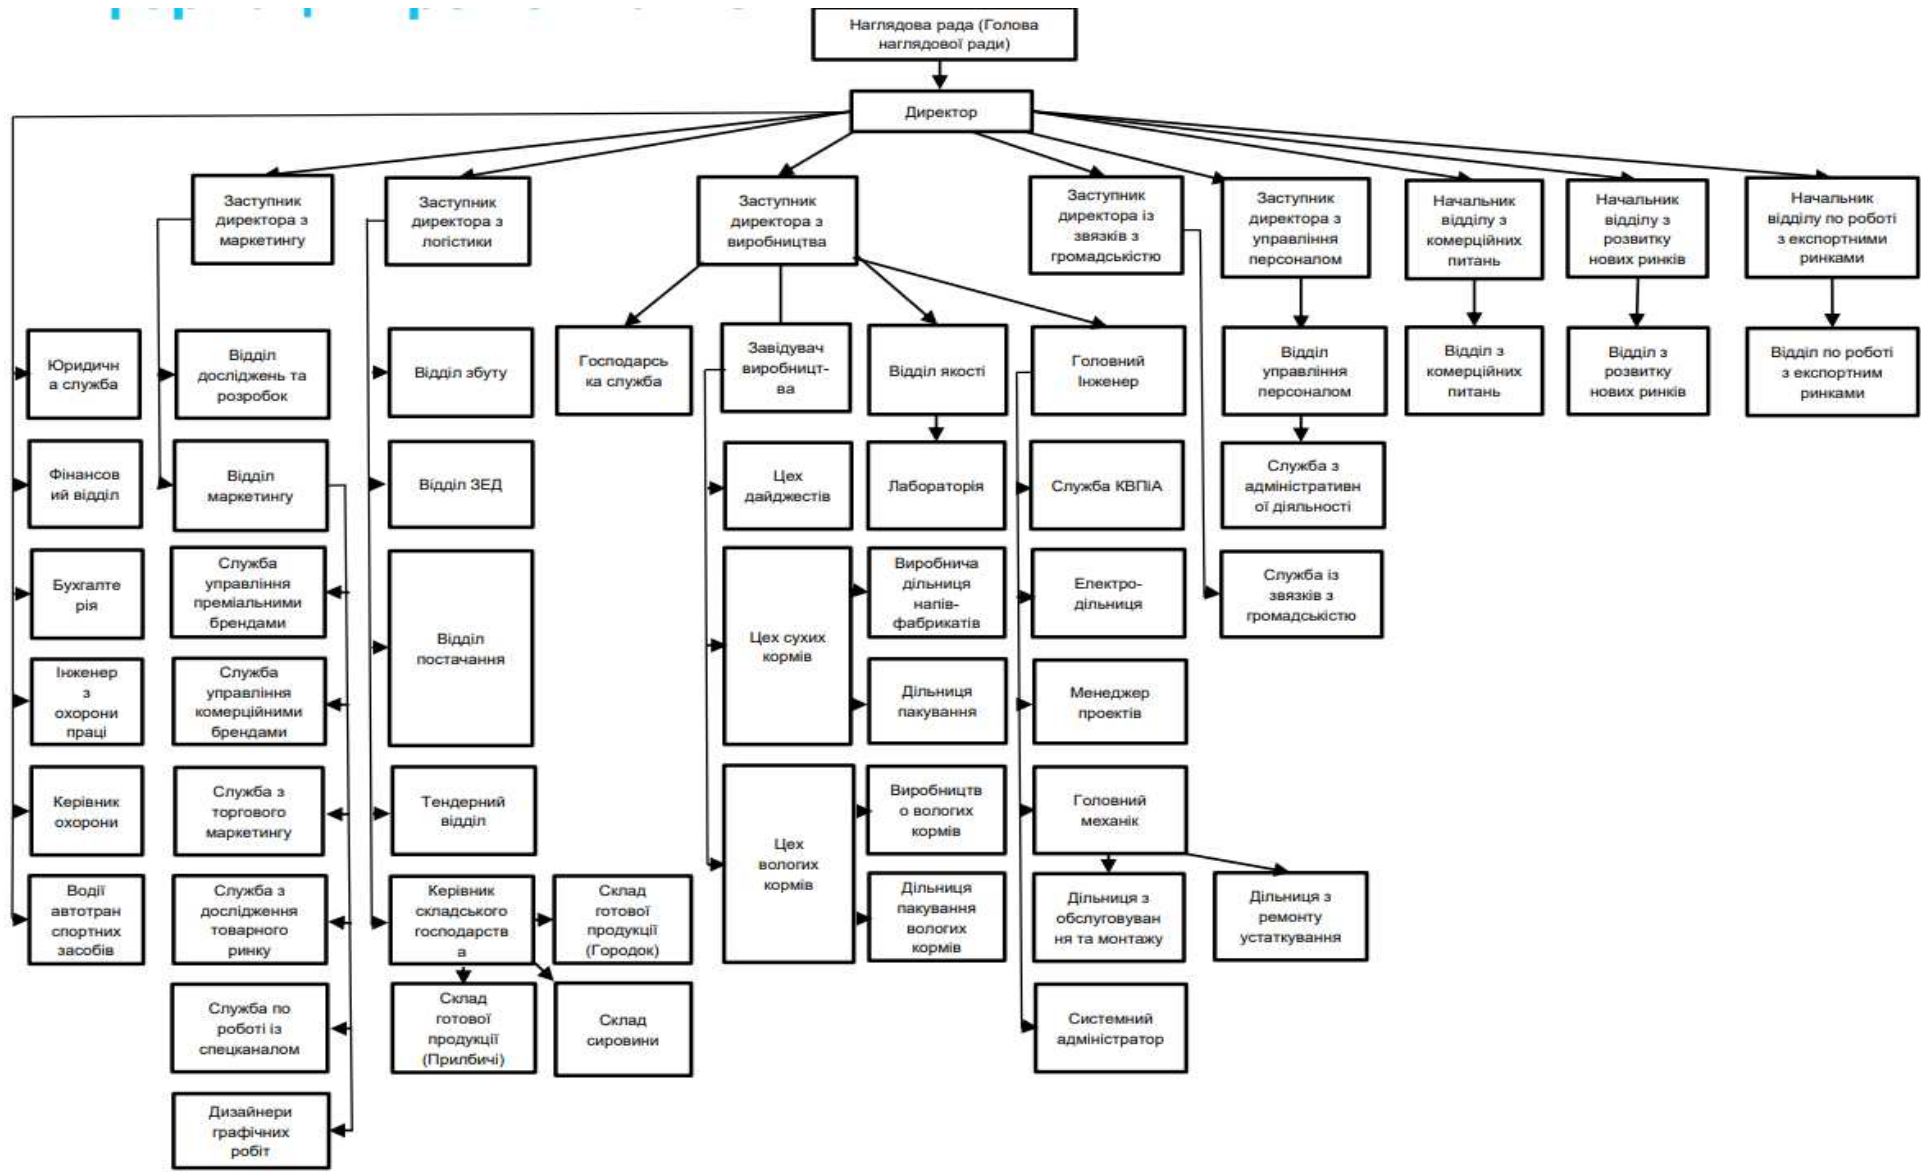 Наглядова рада (Голова
наглядової ради)
Директор
Заступник
директора з
маркетингу
Заступник
директора з
логістики
Заступник
директора з
виробництва
Заступник
директора із
звязків з
громадськістю
Заступник
директора з
управління
персоналом
Начальник
відділу з
комерційних
питань
Начальник
відділу з
розвитку
нових ринків
Начальник
відділу по роботі
з експортними
ринками
Юридичн
а служба
Відділ
досліджень та
розробок
Відділ збуту
Господарсь
ка служба
Завідувач
виробницт-
ва
Відділ якості
Головний
Інженер
Відділ
управління
персоналом
Відділ з
комерційних
питань
Відділ з
розвитку
нових ринків
Відділ по роботі
з експортним
ринками
Фінансов
ий відділ
Відділ
маркетингу
Відділ ЗЕД
Цех
дайджестів
Лабораторія
Служба КВПіА
Служба з
адміністративн
ої діяльності
Бухгалте
рія
Служба
управління
преміальними
брендами
Відділ
постачання
Цех сухих
кормів
Виробнича
дільниця
напів-
фабрикатів
Електро-
дільниця
Служба із
звязків з
громадськістю
Інженер
з
охорони
праці
Служба
управління
комерційними
брендами
Дільниця
пакування
Менеджер
проектів
Керівник
охорони
Служба з
торгового
маркетингу
Тендерний
відділ
Цех
вологих
кормів
Виробництв
о вологих
кормів
Головний
механік
Водії
автотран
спортних
засобів
Служба з
дослідження
товарного
ринку
Керівник
складського
господарств
а
Склад
готової
продукції
(Городок)
Дільниця
пакування
вологих
кормів
Дільниця з
обслуговуван
ня та монтажу
Дільниця з
ремонту
устаткування
Служба по
роботі із
спецканалом
Склад
готової
продукції
(Прилбичі)
Склад
сировини
Системний
адміністратор
Дизайнери
графічних
робіт